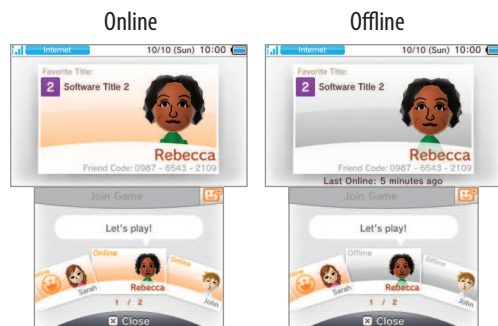 Online
Offline
Internet
10/10 (Sun) 10:00
Favorite Title:
2 Software Title 2
Rebecca
Friend Code: 0987 - 6543 - 2109
Join Game
Let's play!
Online
Online
Sarah
Rebecca
John
1 / 2
Close
Internet
10/10 (Sun) 10:00
Favorite Title:
2 Software Title 2
Rebecca
Friend Code: 0987 - 6543 - 2109
Last Online: 5 minutes ago
Join Game
Let's play!
Offline
Offline
Sarah
Rebecca
John
1 / 2
Close